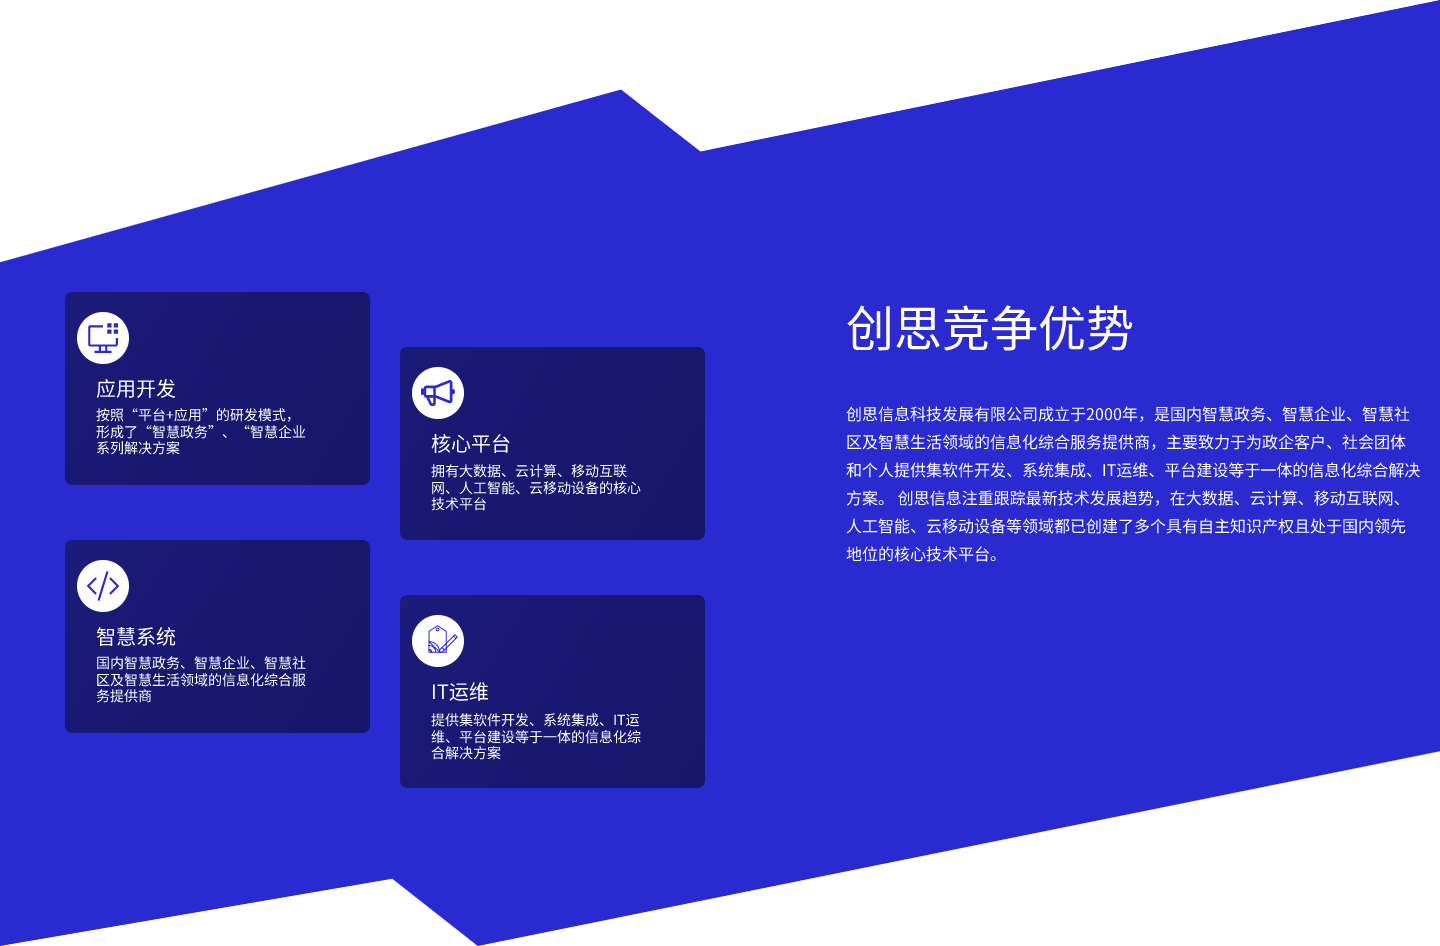 应用开发
按照“平台+应用”的研发模式，
形成了“智慧政务”、“智慧企业
系列解决方案
核心平台
拥有大数据、云计算、移动互联
网、人工智能、云移动设备的核心
技术平台
智慧系统
国内智慧政务、智慧企业、智慧社
区及智慧生活领域的信息化综合服
务提供商
IT运维
提供集软件开发、系统集成、IT运
维、平台建设等于一体的信息化综
合解决方案
创思竞争优势
创思信息科技发展有限公司成立于2000年，是国内智慧政务、智慧企业、智慧社
区及智慧生活领域的信息化综合服务提供商，主要致力于为政企客户、社会团体
和个人提供集软件开发、系统集成、IT运维、平台建设等于一体的信息化综合解决
方案。 创思信息注重跟踪最新技术发展趋势，在大数据、云计算、移动互联网、
人工智能、云移动设备等领域都已创建了多个具有自主知识产权且处于国内领先
地位的核心技术平台。